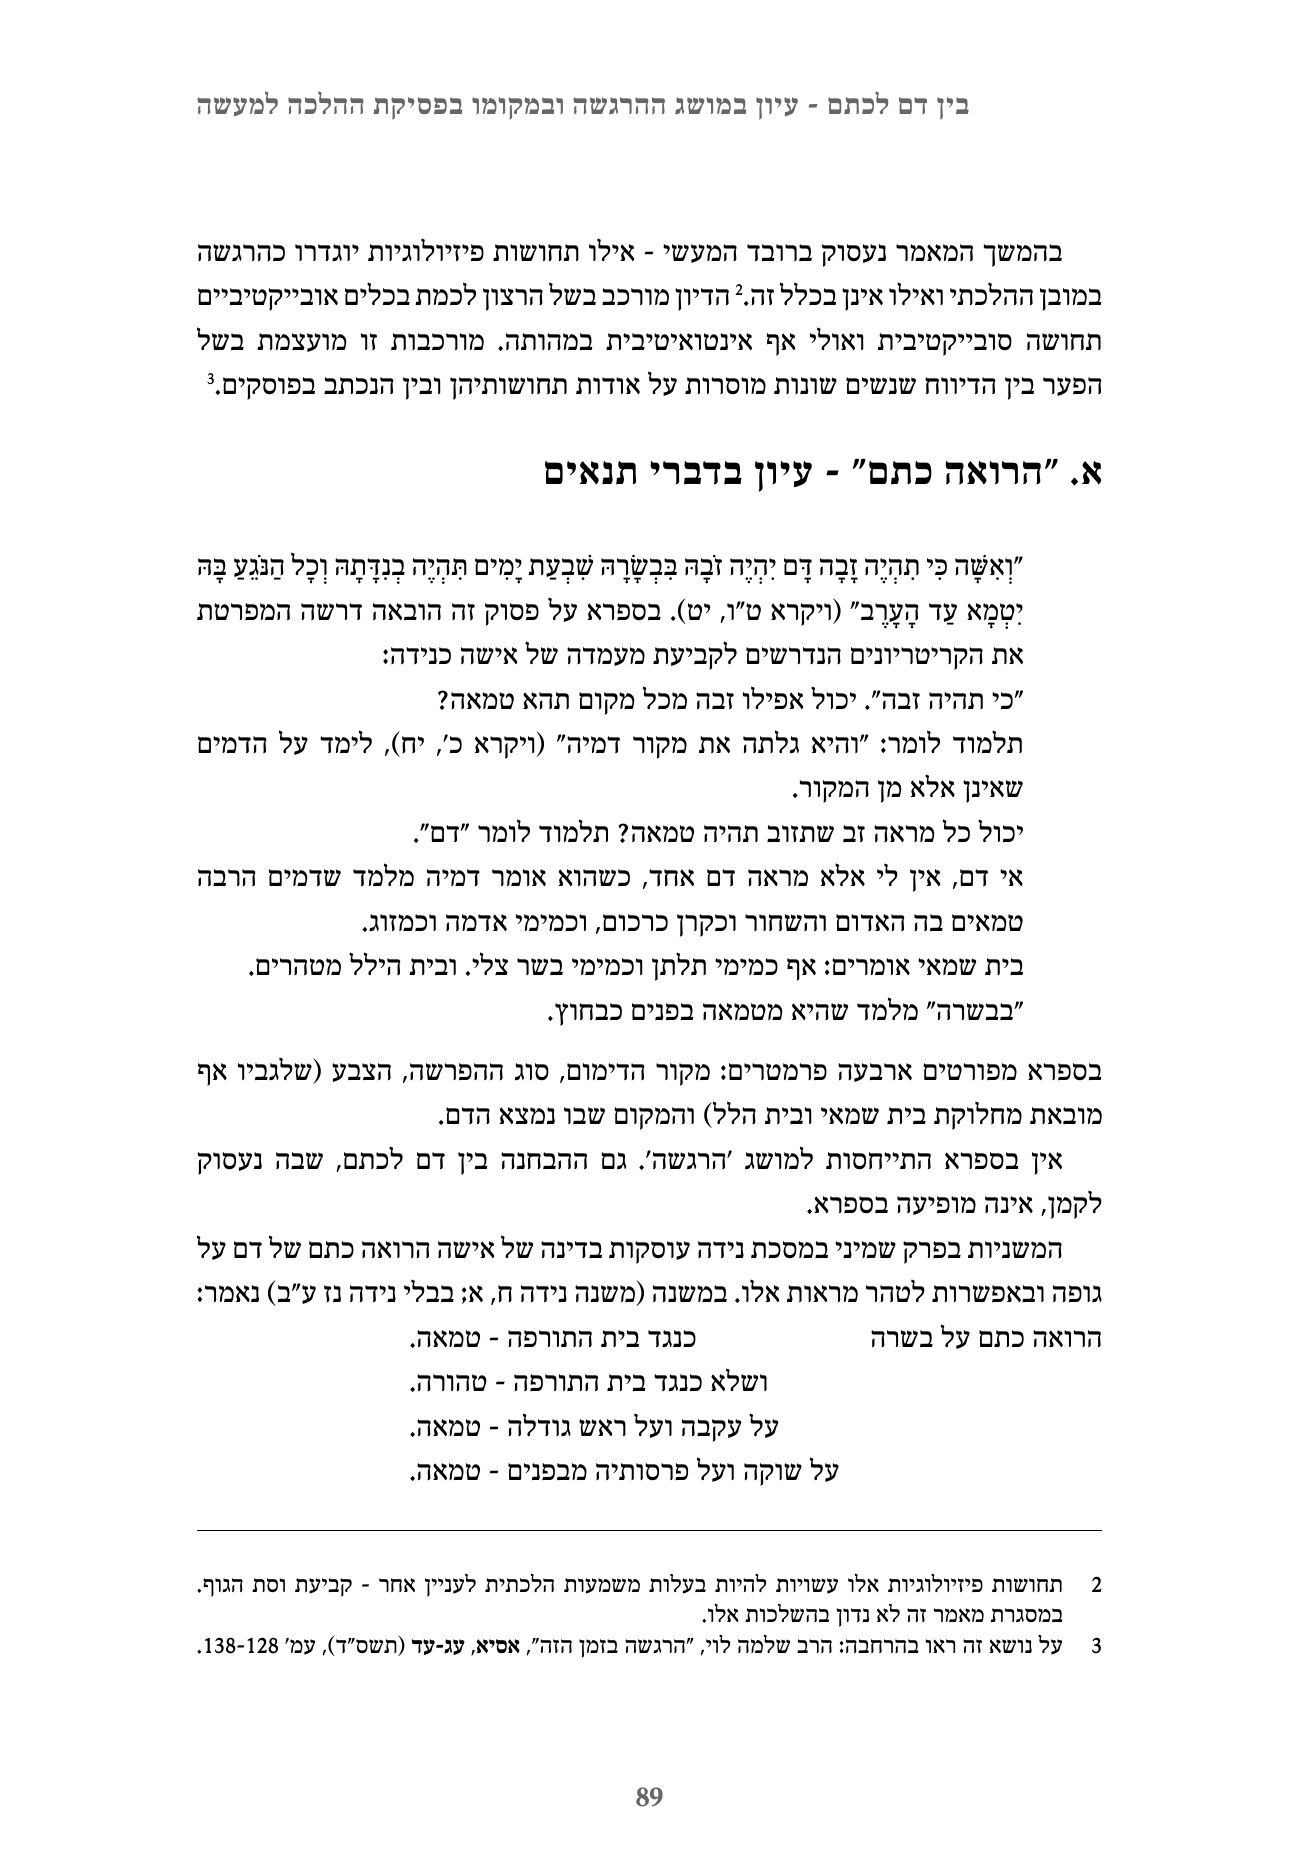 בין דם לכתם - עיון במושג ההרגשה ובמקומו בפסיקת ההלכה למעשה
בהמשך המאמר נעסוק ברובד המעשי - אילו תחושות פיזיולוגיות יוגדרו כהרגשה
במובן ההלכתי ואילו אינן בכלל זה.2 הדיון מורכב בשל הרצון לכמת בכלים אובייקטיביים
תחושה סובייקטיבית ואולי אף אינטואיטיבית במהותה. מורכבות זו מועצמת בשל
הפער בין הדיווח שנשים שונות מוסרות על אודות תחושותיהן ובין הנכתב בפוסקים.3
א. "הרואה כתם" - עיון בדברי תנאים
"וְאִשָּׁה כִּי תִהְיֶה זָבָה דָּם יִהְיֶה זֹבָהּ בִּבְשָׂרָהּ שִׁבְעַת יָמִים תִּהְיֶה בְנִדָּתָהּ וְכָל הַנֹּגֵעַ בָּהּ
יִטְמָא עַד הָעָרֶב" (ויקרא ט"ו, יט). בספרא על פסוק זה הובאה דרשה המפרטת
את הקריטריונים הנדרשים לקביעת מעמדה של אישה כנידה:
"כי תהיה זבה". יכול אפילו זבה מכל מקום תהא טמאה?
תלמוד לומר: "והיא גלתה את מקור דמיה" (ויקרא כ', יח), לימד על הדמים
שאינן אלא מן המקור.
יכול כל מראה זב שתזוב תהיה טמאה? תלמוד לומר "דם".
אי דם, אין לי אלא מראה דם אחד, כשהוא אומר דמיה מלמד שדמים הרבה
טמאים בה האדום והשחור וכקרן כרכום, וכמימי אדמה וכמזוג.
בית שמאי אומרים: אף כמימי תלתן וכמימי בשר צלי. ובית הילל מטהרים.
"בבשרה" מלמד שהיא מטמאה בפנים כבחוץ.
בספרא מפורטים ארבעה פרמטרים: מקור הדימום, סוג ההפרשה, הצבע (שלגביו אף
מובאת מחלוקת בית שמאי ובית הלל) והמקום שבו נמצא הדם.
אין בספרא התייחסות למושג 'הרגשה'. גם ההבחנה בין דם לכתם, שבה נעסוק
לקמן, אינה מופיעה בספרא.
המשניות בפרק שמיני במסכת נידה עוסקות בדינה של אישה הרואה כתם של דם על
גופה ובאפשרות לטהר מראות אלו. במשנה (משנה נידה ח, א; בבלי נידה נז ע"ב) נאמר:
הרואה כתם על בשרה כנגד בית התורפה - טמאה.
ושלא כנגד בית התורפה - טהורה.
על עקבה ועל ראש גודלה - טמאה.
על שוקה ועל פרסותיה מבפנים - טמאה.
2 תחושות פיזיולוגיות אלו עשויות להיות בעלות משמעות הלכתית לעניין אחר - קביעת וסת הגוף.
במסגרת מאמר זה לא נדון בהשלכות אלו.
3 על נושא זה ראו בהרחבה: הרב שלמה לוי, "הרגשה בזמן הזה", אסיא, עג-עד (תשס"ד), עמ' 138-128.
89